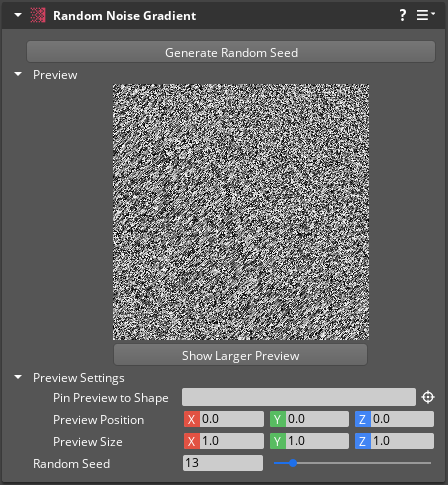 Random Noise Gradient ?
Generate Random Seed
Preview
Show Larger Preview
Preview Settings
Pin Preview to Shape
Preview Position X 0.0 Y 0.0 Z 0.0
Preview Size X 1.0 Y 1.0 Z 1.0
Random Seed 13